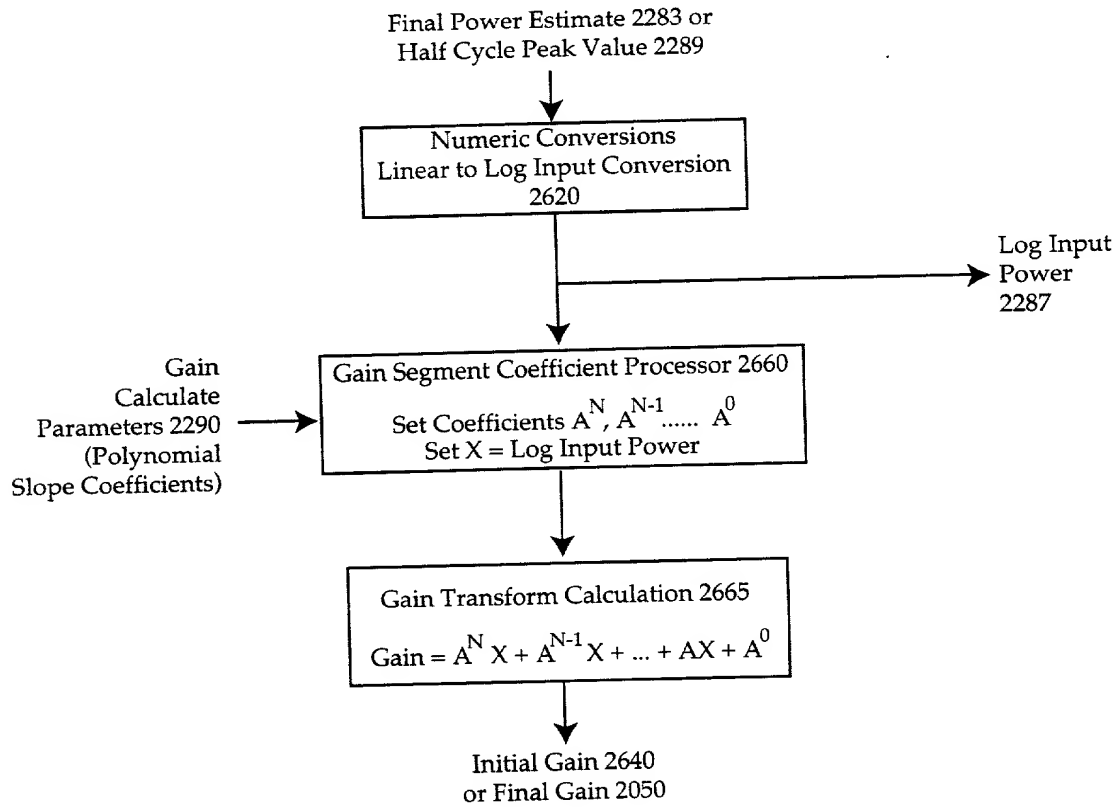 Final Power Estimate 2283 or
Half Cycle Peak Value 2289
Numeric Conversions
Linear to Log Input Conversion
2620
Log Input
Power
2287
Gain
Calculate
Parameters 2290
(Polynomial
Slope Coefficients)
Gain Segment Coefficient Processor 2660
Set Coefficients A^N, A^N-1 ...... A^0
Set X = Log Input Power
Gain Transform Calculation 2665
Gain = A^N X + A^N-1 X + ... + AX + A^0
Initial Gain 2640
or Final Gain 2050